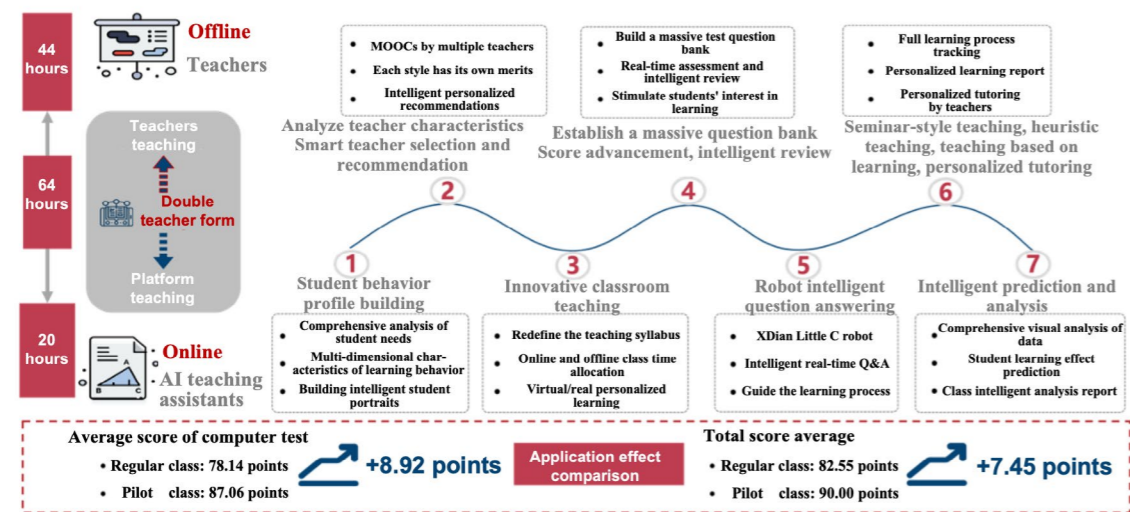 44
hours
Offline
Teachers
Teachers
teaching
64
hours
Double
teacher form
Platform
teaching
20
hours
Online
AI teaching
assistants
A
B
C
• MOOCs by multiple teachers
• Each style has its own merits
• Intelligent personalized
recommendations
Analyze teacher characteristics
Smart teacher selection and
recommendation
2
• Build a massive test question
bank
• Real-time assessment and
intelligent review
• Stimulate students' interest in
learning
Establish a massive question bank
Score advancement, intelligent review
4
• Full learning process
tracking
• Personalized learning report
• Personalized tutoring
by teachers
Seminar-style teaching, heuristic
teaching, teaching based on
learning, personalized tutoring
6
1
Student behavior
profile building
• Comprehensive analysis of
student needs
• Multi-dimensional char-
acteristics of learning behavior
• Building intelligent student
portraits
3
Innovative classroom
teaching
• Redefine the teaching syllabus
• Online and offline class time
allocation
• Virtual/real personalized
learning
5
Robot intelligent
question answering
• XDian Little C robot
• Intelligent real-time Q&A
• Guide the learning process
7
Intelligent prediction and
analysis
• Comprehensive visual analysis of
data
• Student learning effect
prediction
• Class intelligent analysis report
Average score of computer test
• Regular class: 78.14 points
• Pilot class: 87.06 points
+8.92 points
Application effect
comparison
Total score average
• Regular class: 82.55 points
• Pilot class: 90.00 points
+7.45 points